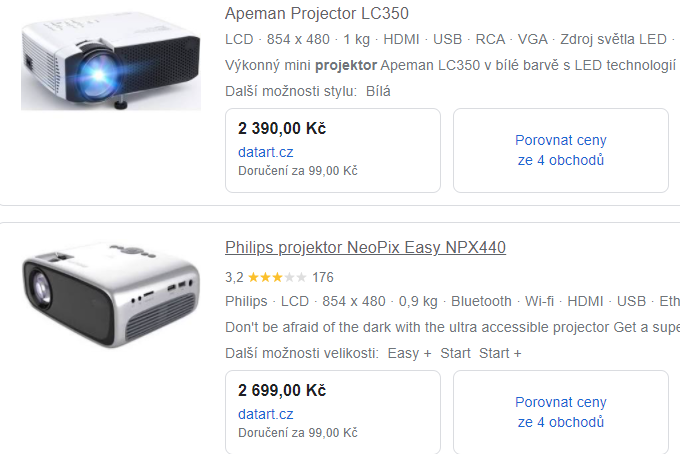 Apeman Projector LC350
LCD · 854 x 480 · 1 kg · HDMI · USB · RCA · VGA · Zdroj světla LED ·
Výkonný mini projektor Apeman LC350 v bílé barvě s LED technologií
Další možnosti stylu: Bílá
2 390,00 Kč
datart.cz
Doručení za 99,00 Kč
Porovnat ceny
ze 4 obchodů
Philips projektor NeoPix Easy NPX440
3,2 ★★★★★ 176
Philips · LCD · 854 x 480 · 0,9 kg · Bluetooth · Wi-fi · HDMI · USB · Eth
Don't be afraid of the dark with the ultra accessible projector Get a supe
Další možnosti velikosti: Easy + Start Start +
2 699,00 Kč
datart.cz
Doručení za 99,00 Kč
Porovnat ceny
ze 4 obchodů